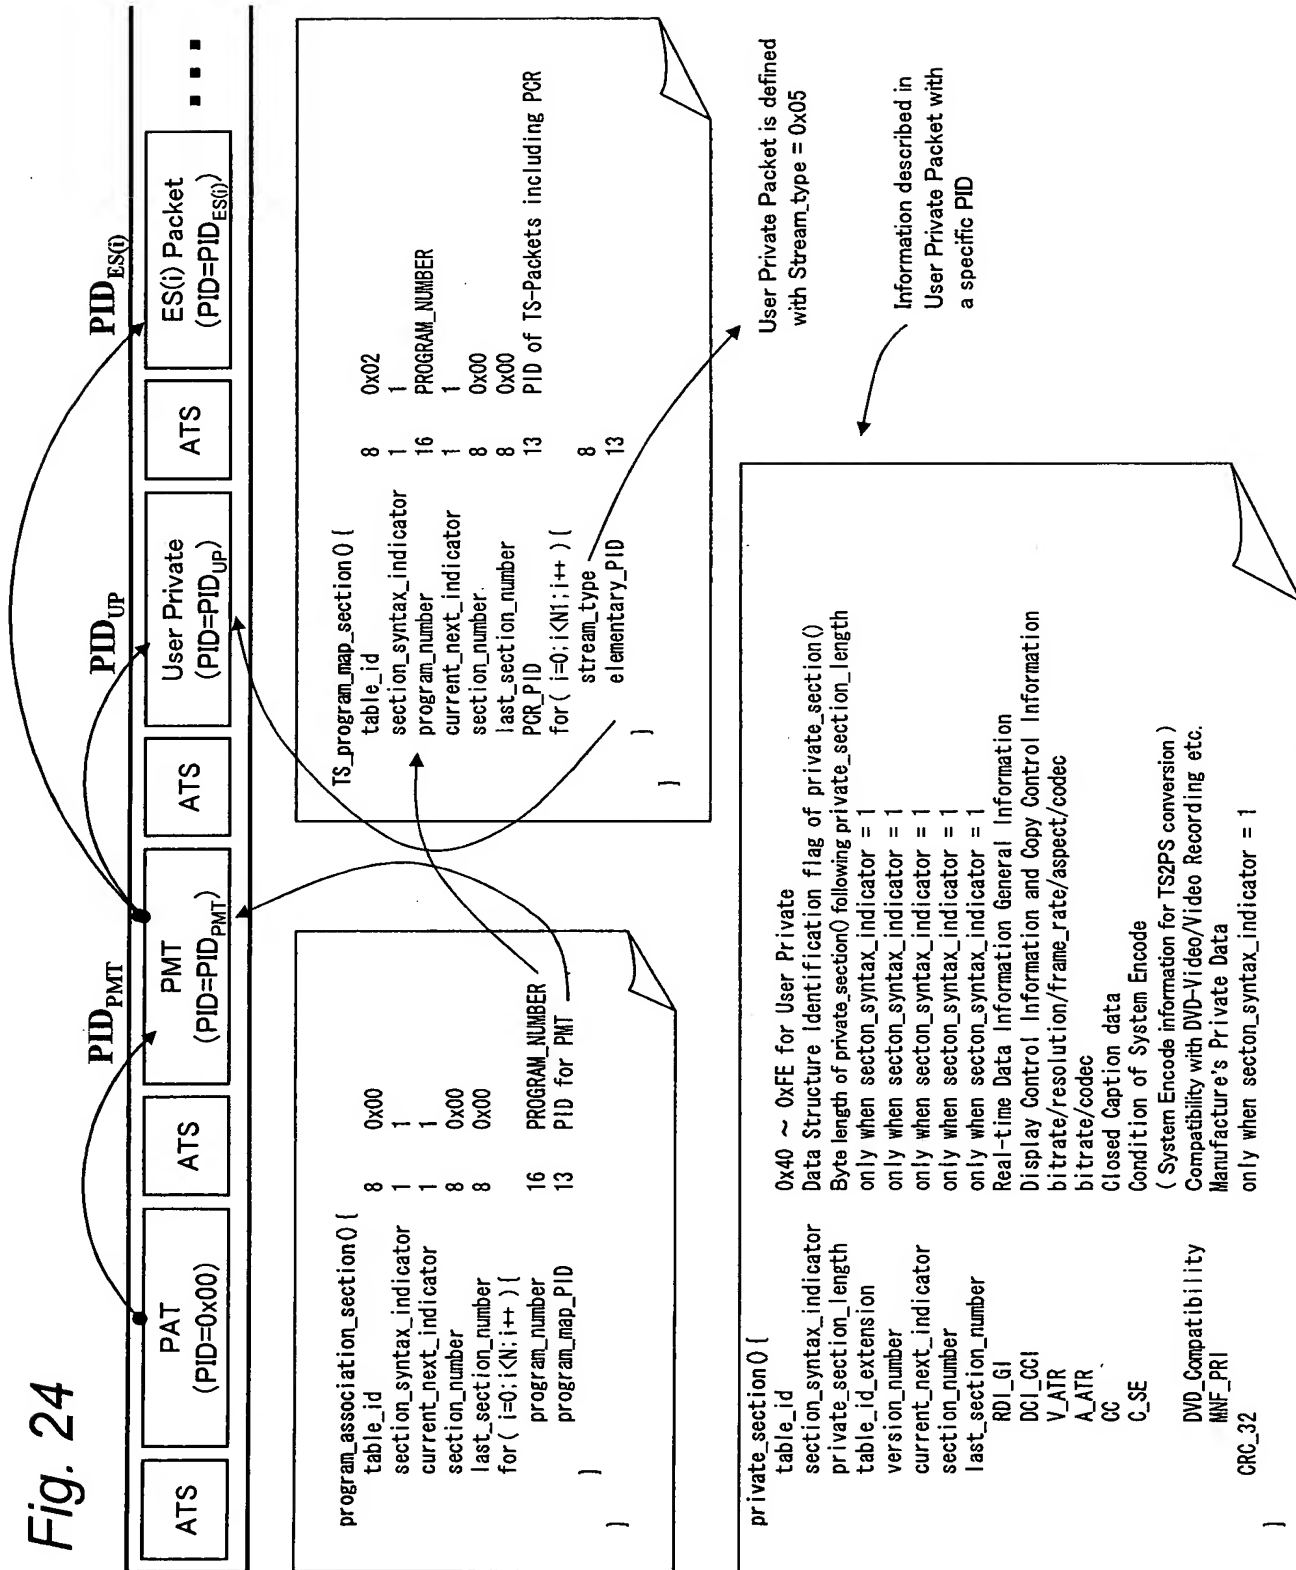 Fig. 24
ATS
PAT
(PID=0x00)
ATS
PID_PMT
PMT
(PID=PID_PMT)
ATS
PID_UP
User Private
(PID=PID_UP)
ATS
PID_ES(i)
ES(i) Packet
(PID=PID_ES(i))
program_association_section() {
table_id 8 0x00
section_syntax_indicator 1 1
current_next_indicator 1 1
section_number 8 0x00
last_section_number 8 0x00
for( i=0;i<N;i++ ) {
program_number 16 PROGRAM_NUMBER
program_map_PID 13 PID for PMT
}
}
TS_program_map_section() {
table_id 8 0x02
section_syntax_indicator 1 1
program_number 16 PROGRAM_NUMBER
current_next_indicator 1 1
section_number 8 0x00
last_section_number 8 0x00
PCR_PID 13 PID of TS-Packets including PCR
for( i=0;i<N1;i++ ) {
stream_type 8
elementary_PID 13
}
}
User Private Packet is defined
with Stream_type = 0x05
Information described in
User Private Packet with
a specific PID
private_section() {
table_id 0x40 ~ 0xFE for User Private
section_syntax_indicator Data Structure Identification flag of private_section()
private_section_length Byte length of private_section() following private_section_length
table_id_extension only when secton_syntax_indicator = 1
version_number only when secton_syntax_indicator = 1
current_next_indicator only when secton_syntax_indicator = 1
section_number only when secton_syntax_indicator = 1
last_section_number only when secton_syntax_indicator = 1
RDI_GI Real-time Data Information General Information
DCI_CCI Display Control Information and Copy Control Information
V_ATR bitrate/resolution/frame_rate/aspect/codec
A_ATR bitrate/codec
CC Closed Caption data
C_SE Condition of System Encode
( System Encode information for TS2PS conversion )
DVD_Compatibility Compatibility with DVD-Video/Video Recording etc.
MNF_PRI Manufacture's Private Data
CRC_32 only when secton_syntax_indicator = 1
}